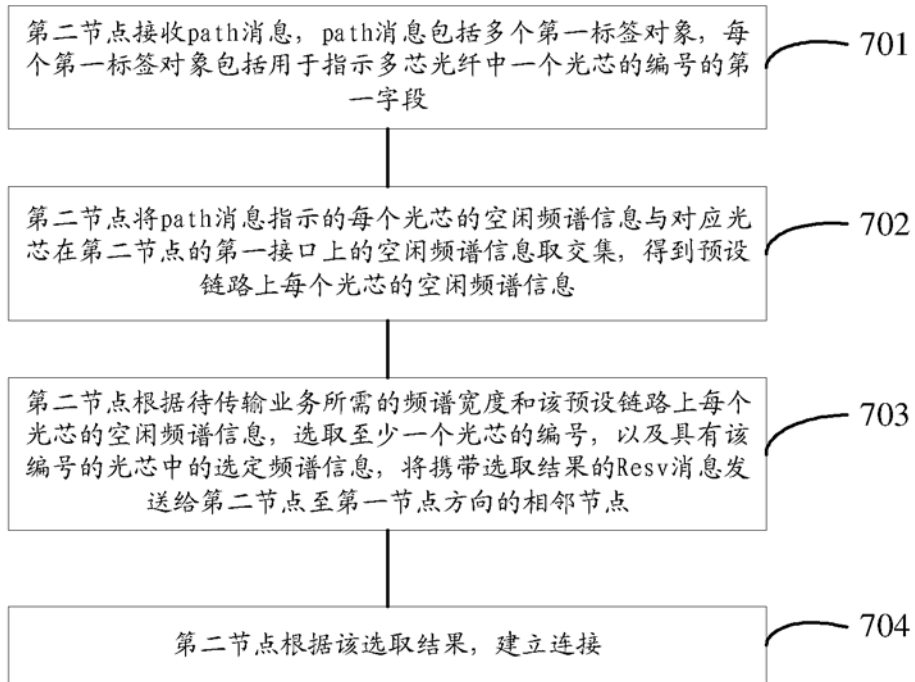 第二节点接收path消息，path消息包括多个第一标签对象，每
个第一标签对象包括用于指示多芯光纤中一个光芯的编号的第
一字段
701
第二节点将path消息指示的每个光芯的空闲频谱信息与对应光
芯在第二节点的第一接口上的空闲频谱信息取交集，得到预设
链路上每个光芯的空闲频谱信息
702
第二节点根据待传输业务所需的频谱宽度和该预设链路上每个
光芯的空闲频谱信息，选取至少一个光芯的编号，以及具有该
编号的光芯中的选定频谱信息，将携带选取结果的Resv消息发
送给第二节点至第一节点方向的相邻节点
703
第二节点根据该选取结果，建立连接
704